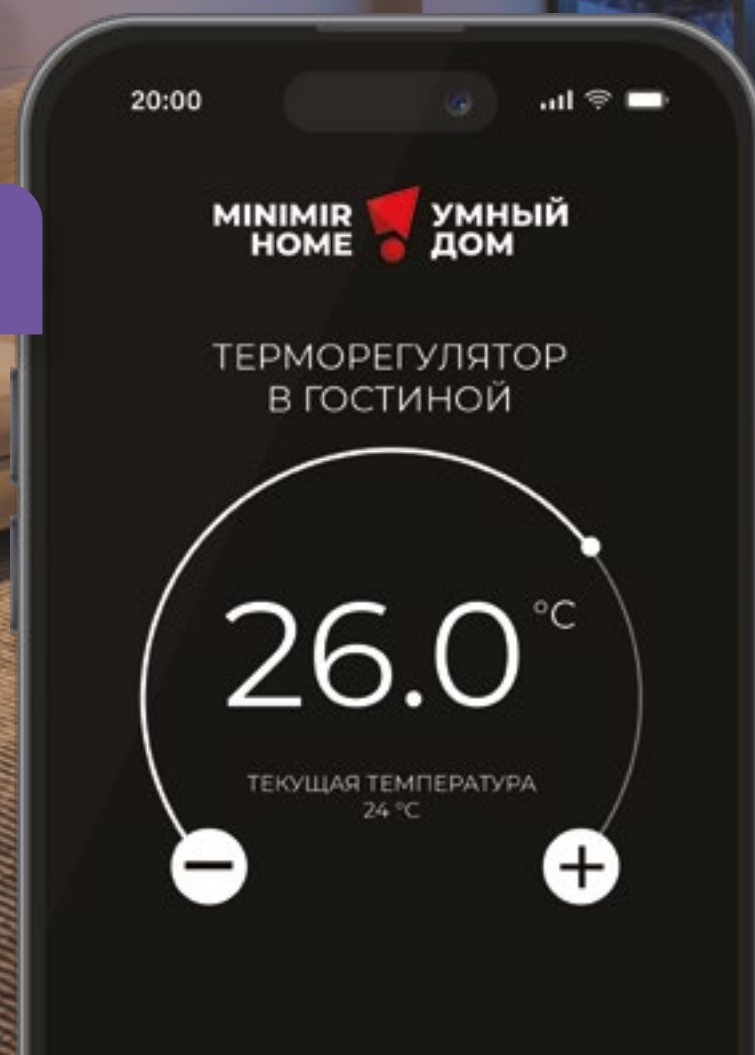 20:00
MINIMIR УМНЫЙ
HOME ДОМ
ТЕРМОРЕГУЛЯТОР
В ГОСТИНОЙ
26.0 °C
ТЕКУЩАЯ ТЕМПЕРАТУРА
24 °C
− +